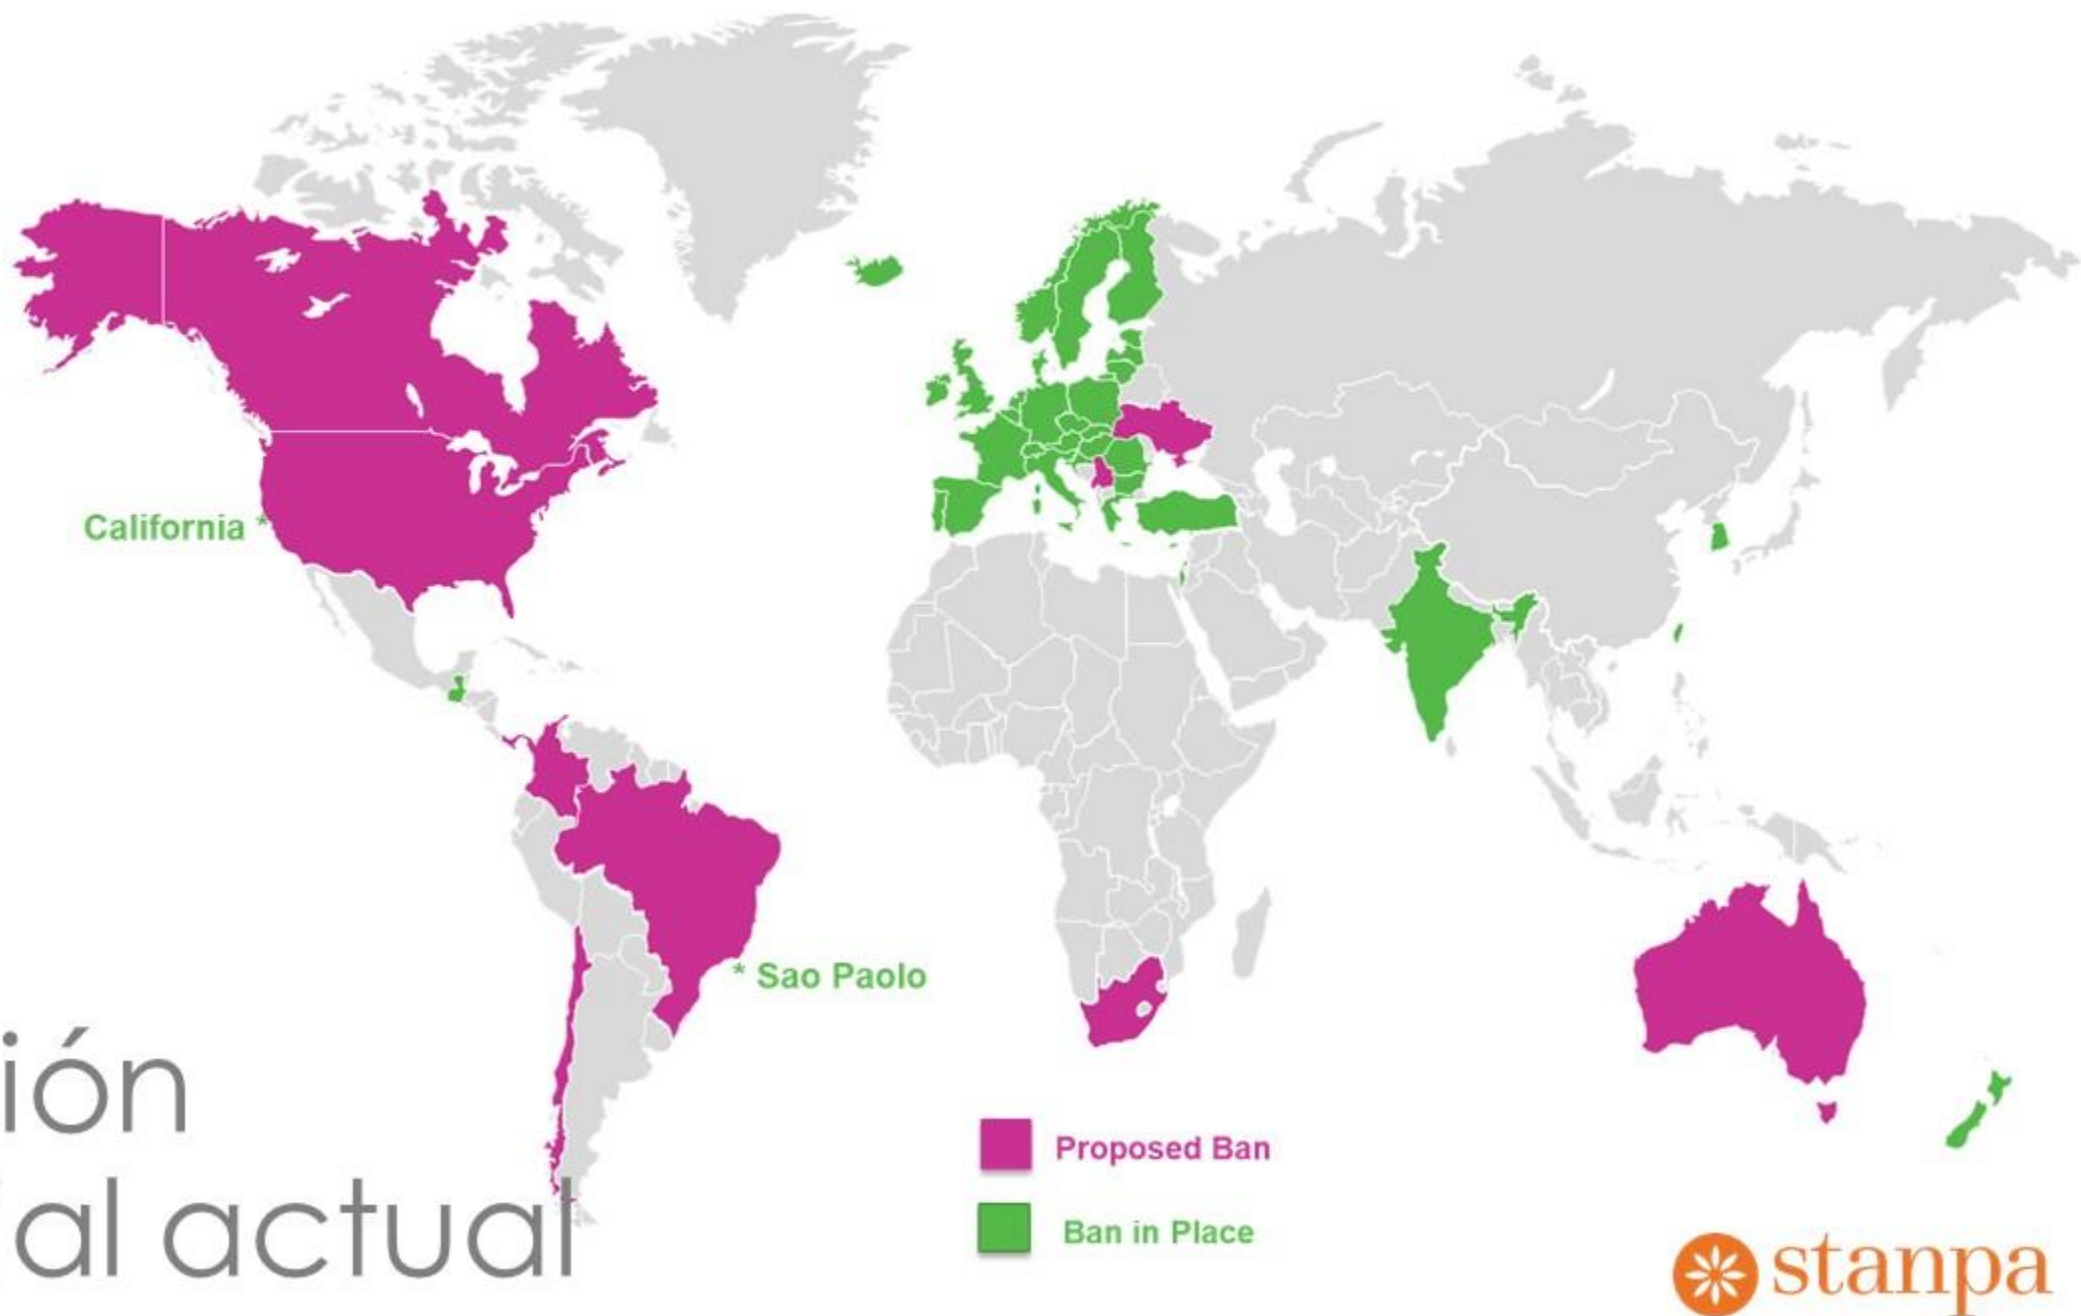 California *
* Sao Paolo
ión
al actual
Proposed Ban
Ban in Place
stanpa